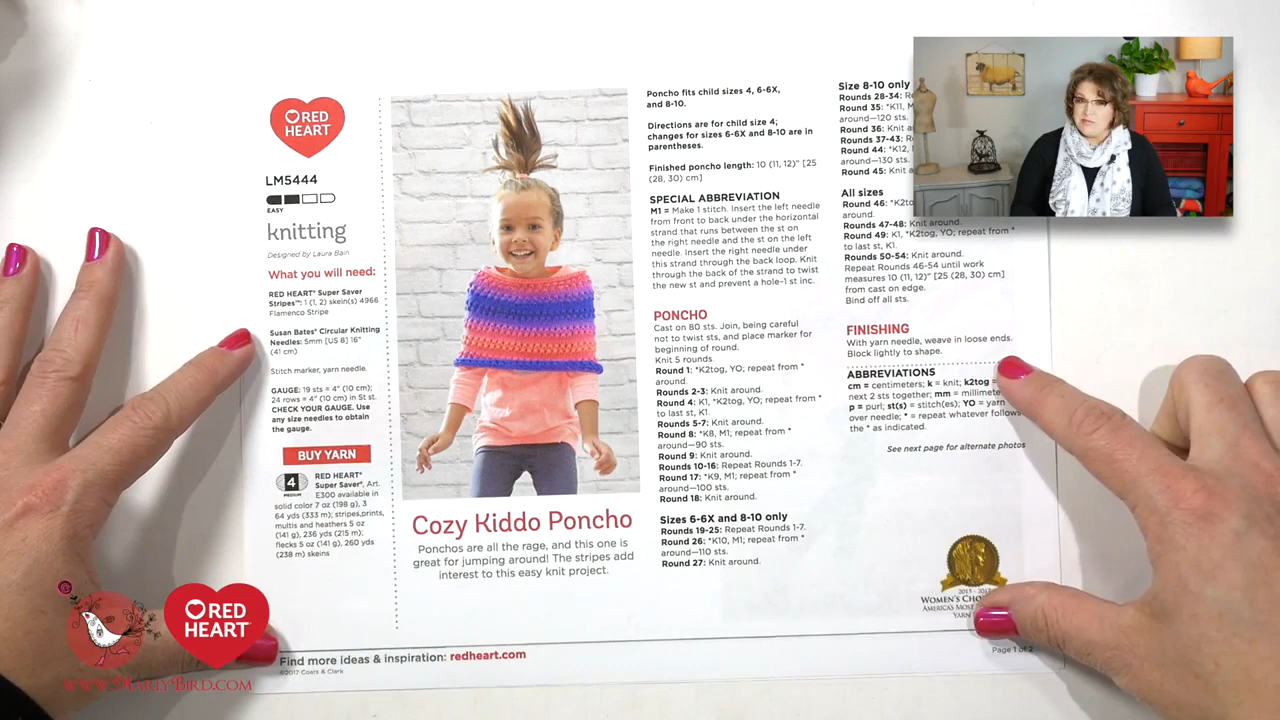 RED
HEART
LM5444
EASY
knitting
Designed by Laura Bain
What you will need:
RED HEART® Super Saver
Stripes™: 1 (1, 2) skein(s) 4966
Flamenco Stripe
Susan Bates® Circular Knitting
Needles: 5mm [US 8] 16"
(41 cm)
Stitch marker, yarn needle.
GAUGE: 19 sts = 4" (10 cm);
24 rows = 4" (10 cm) in St st.
CHECK YOUR GAUGE. Use
any size needles to obtain
the gauge.
BUY YARN
4
MEDIUM
RED HEART®
Super Saver®, Art.
E300 available in
solid color 7 oz (198 g), 3
64 yds (333 m); stripes,prints,
multis and heathers 5 oz
(141 g), 236 yds (215 m);
flecks 5 oz (141 g), 260 yds
(238 m) skeins
Cozy Kiddo Poncho
Ponchos are all the rage, and this one is
great for jumping around! The stripes add
interest to this easy knit project.
Poncho fits child sizes 4, 6-6X,
and 8-10.
Directions are for child size 4;
changes for sizes 6-6X and 8-10 are in
parentheses.
Finished poncho length: 10 (11, 12)" [25
(28, 30) cm]
SPECIAL ABBREVIATION
M1 = Make 1 stitch. Insert the left needle
from front to back under the horizontal
strand that runs between the st on
the right needle and the st on the left
needle. Insert the right needle under
this strand through the back loop. Knit
through the back of the strand to twist
the new st and prevent a hole-1 st inc.
PONCHO
Cast on 80 sts. Join, being careful
not to twist sts, and place marker for
beginning of round.
Knit 5 rounds
Round 1: *K2tog, YO; repeat from *
around.
Rounds 2-3: Knit around.
Round 4: K1, *K2tog, YO; repeat from *
to last st, K1.
Rounds 5-7: Knit around.
Round 8: *K8, M1; repeat from *
around—90 sts.
Round 9: Knit around.
Rounds 10-16: Repeat Rounds 1-7.
Round 17: *K9, M1; repeat from *
around—100 sts.
Round 18: Knit around.
Sizes 6-6X and 8-10 only
Rounds 19-25: Repeat Rounds 1-7.
Round 26: *K10, M1; repeat from *
around—110 sts.
Round 27: Knit around.
Size 8-10 only
Rounds 28-34: Re
Round 35: *K11, M
around—120 sts.
Round 36: Knit a
Rounds 37-43: R
Round 44: *K12,
around—130 sts.
Round 45: Knit a
All sizes
Round 46: *K2to
around.
Rounds 47-48: Knit around.
Round 49: K1, *K2tog, YO; repeat from *
to last st, K1.
Rounds 50-54: Knit around.
Repeat Rounds 46-54 until work
measures 10 (11, 12)" [25 (28, 30) cm]
from cast on edge.
Bind off all sts.
FINISHING
With yarn needle, weave in loose ends.
Block lightly to shape.
ABBREVIATIONS
cm = centimeters; k = knit; k2tog =
next 2 sts together; mm = millimete
p = purl; st(s) = stitch(es); YO = yarn
over needle; * = repeat whatever follows
the * as indicated.
See next page for alternate photos
WOMEN'S CHO
AMERICA'S MOST
YARN
Find more ideas & inspiration: redheart.com
©2017 Coats & Clark
Page 1 of 2
RED
HEART
www.MarlyBird.com